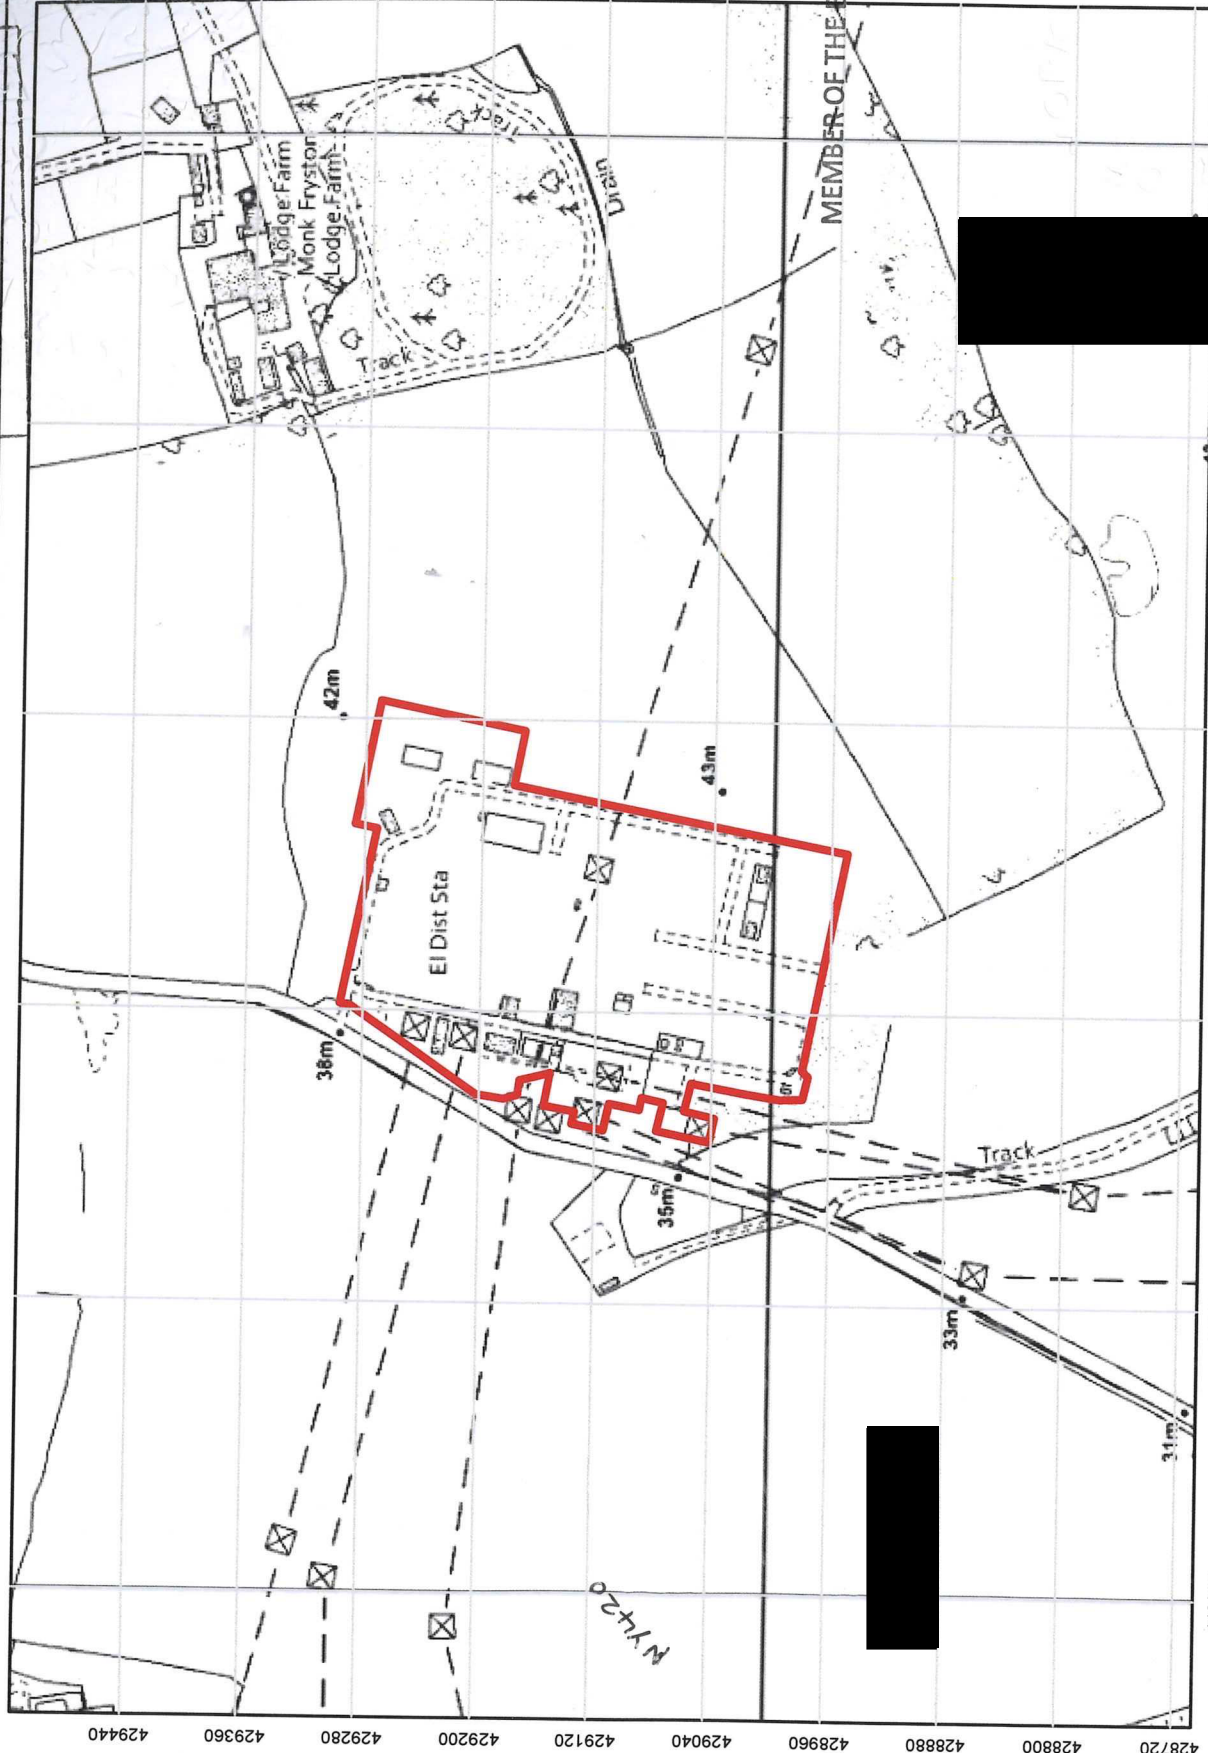 Lodge Farm
Monk Fryston
Lodge Farm
Track
Track
Drain
MEMBER OF THE
42m
43m
El Dist Sta
38m
35m
Track
33m
31m
NY420
429440
429360
429280
429200
429120
429040
428960
428880
428800
428720